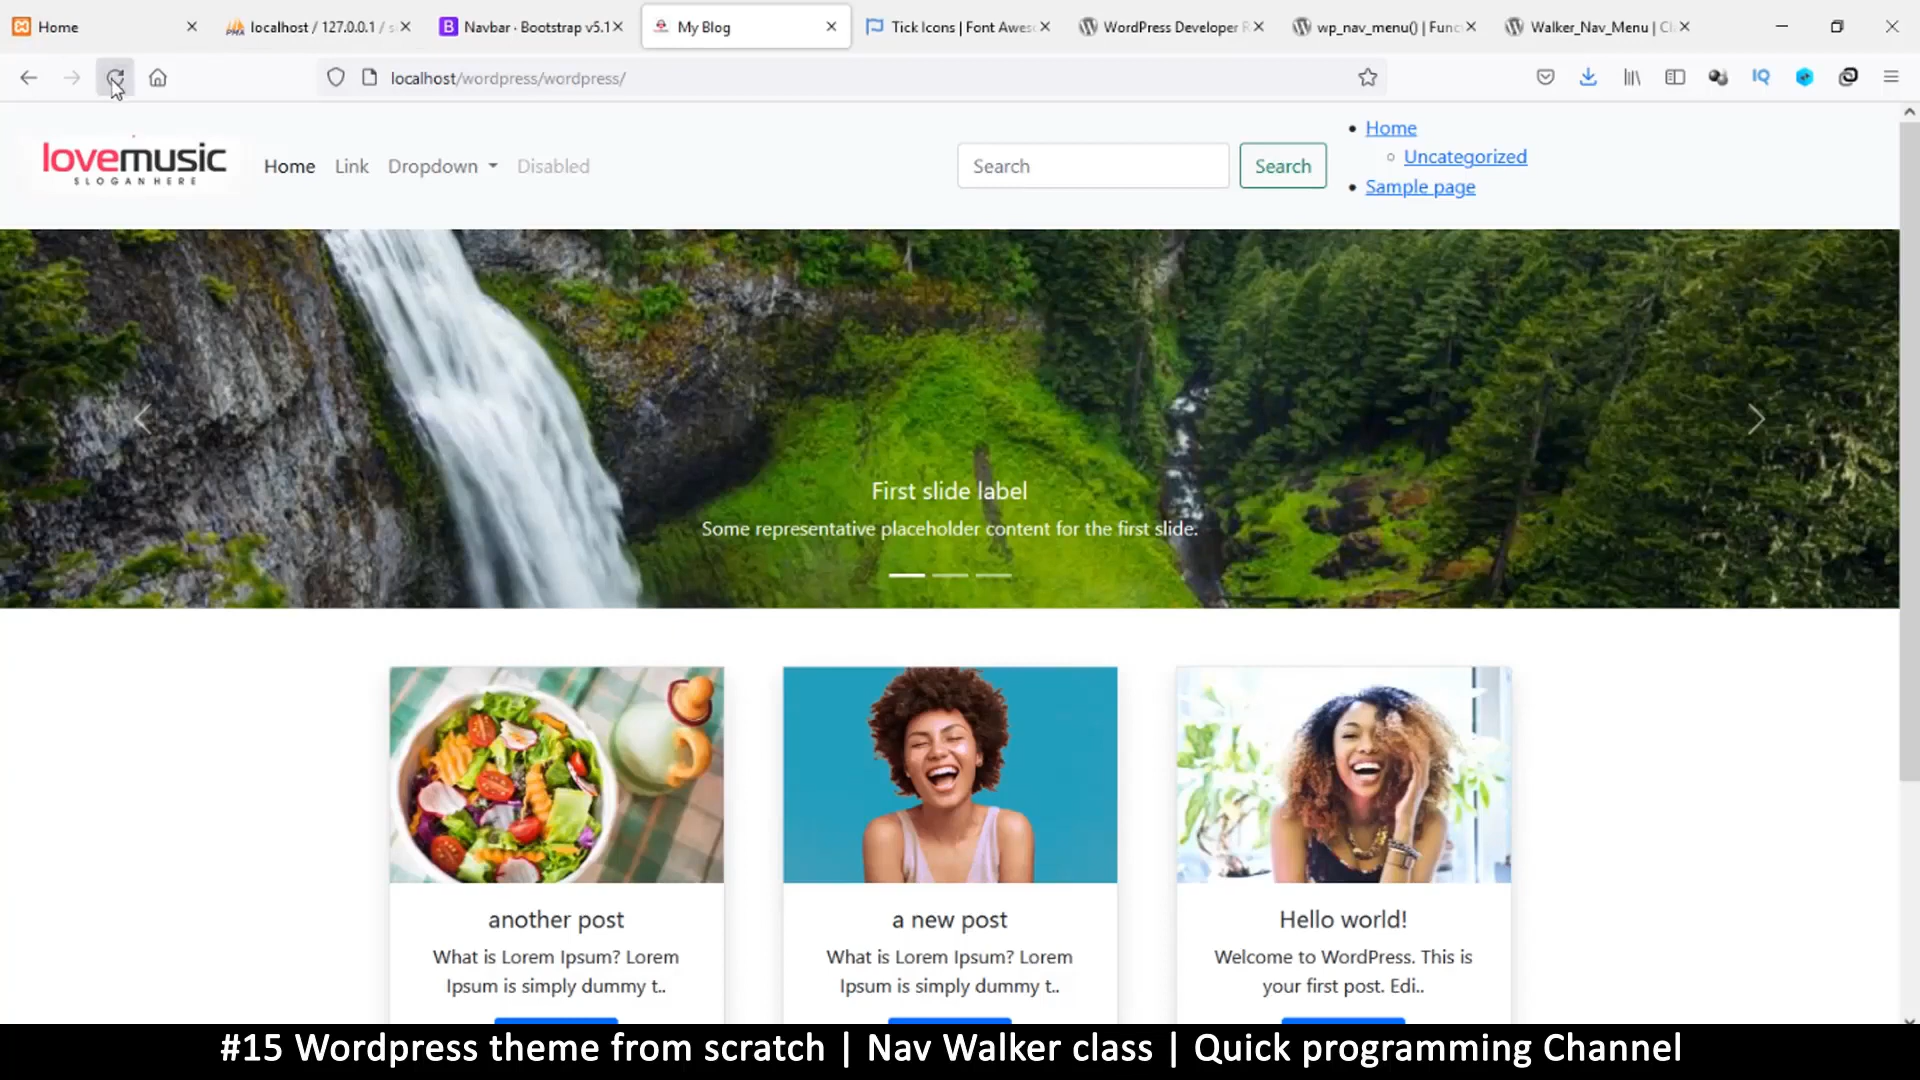 Home
localhost / 127.0.0.1 / s
Navbar · Bootstrap v5.1
My Blog
Tick Icons | Font Awes
WordPress Developer R
wp_nav_menu() | Func
Walker_Nav_Menu | Cl
localhost/wordpress/wordpress/
IQ
lovemusic
SLOGAN HERE
Home Link Dropdown Disabled
Search
Search
Home
Uncategorized
Sample page
First slide label
Some representative placeholder content for the first slide.
another post
What is Lorem Ipsum? Lorem
Ipsum is simply dummy t..
a new post
What is Lorem Ipsum? Lorem
Ipsum is simply dummy t..
Hello world!
Welcome to WordPress. This is
your first post. Edi..
#15 Wordpress theme from scratch | Nav Walker class | Quick programming Channel